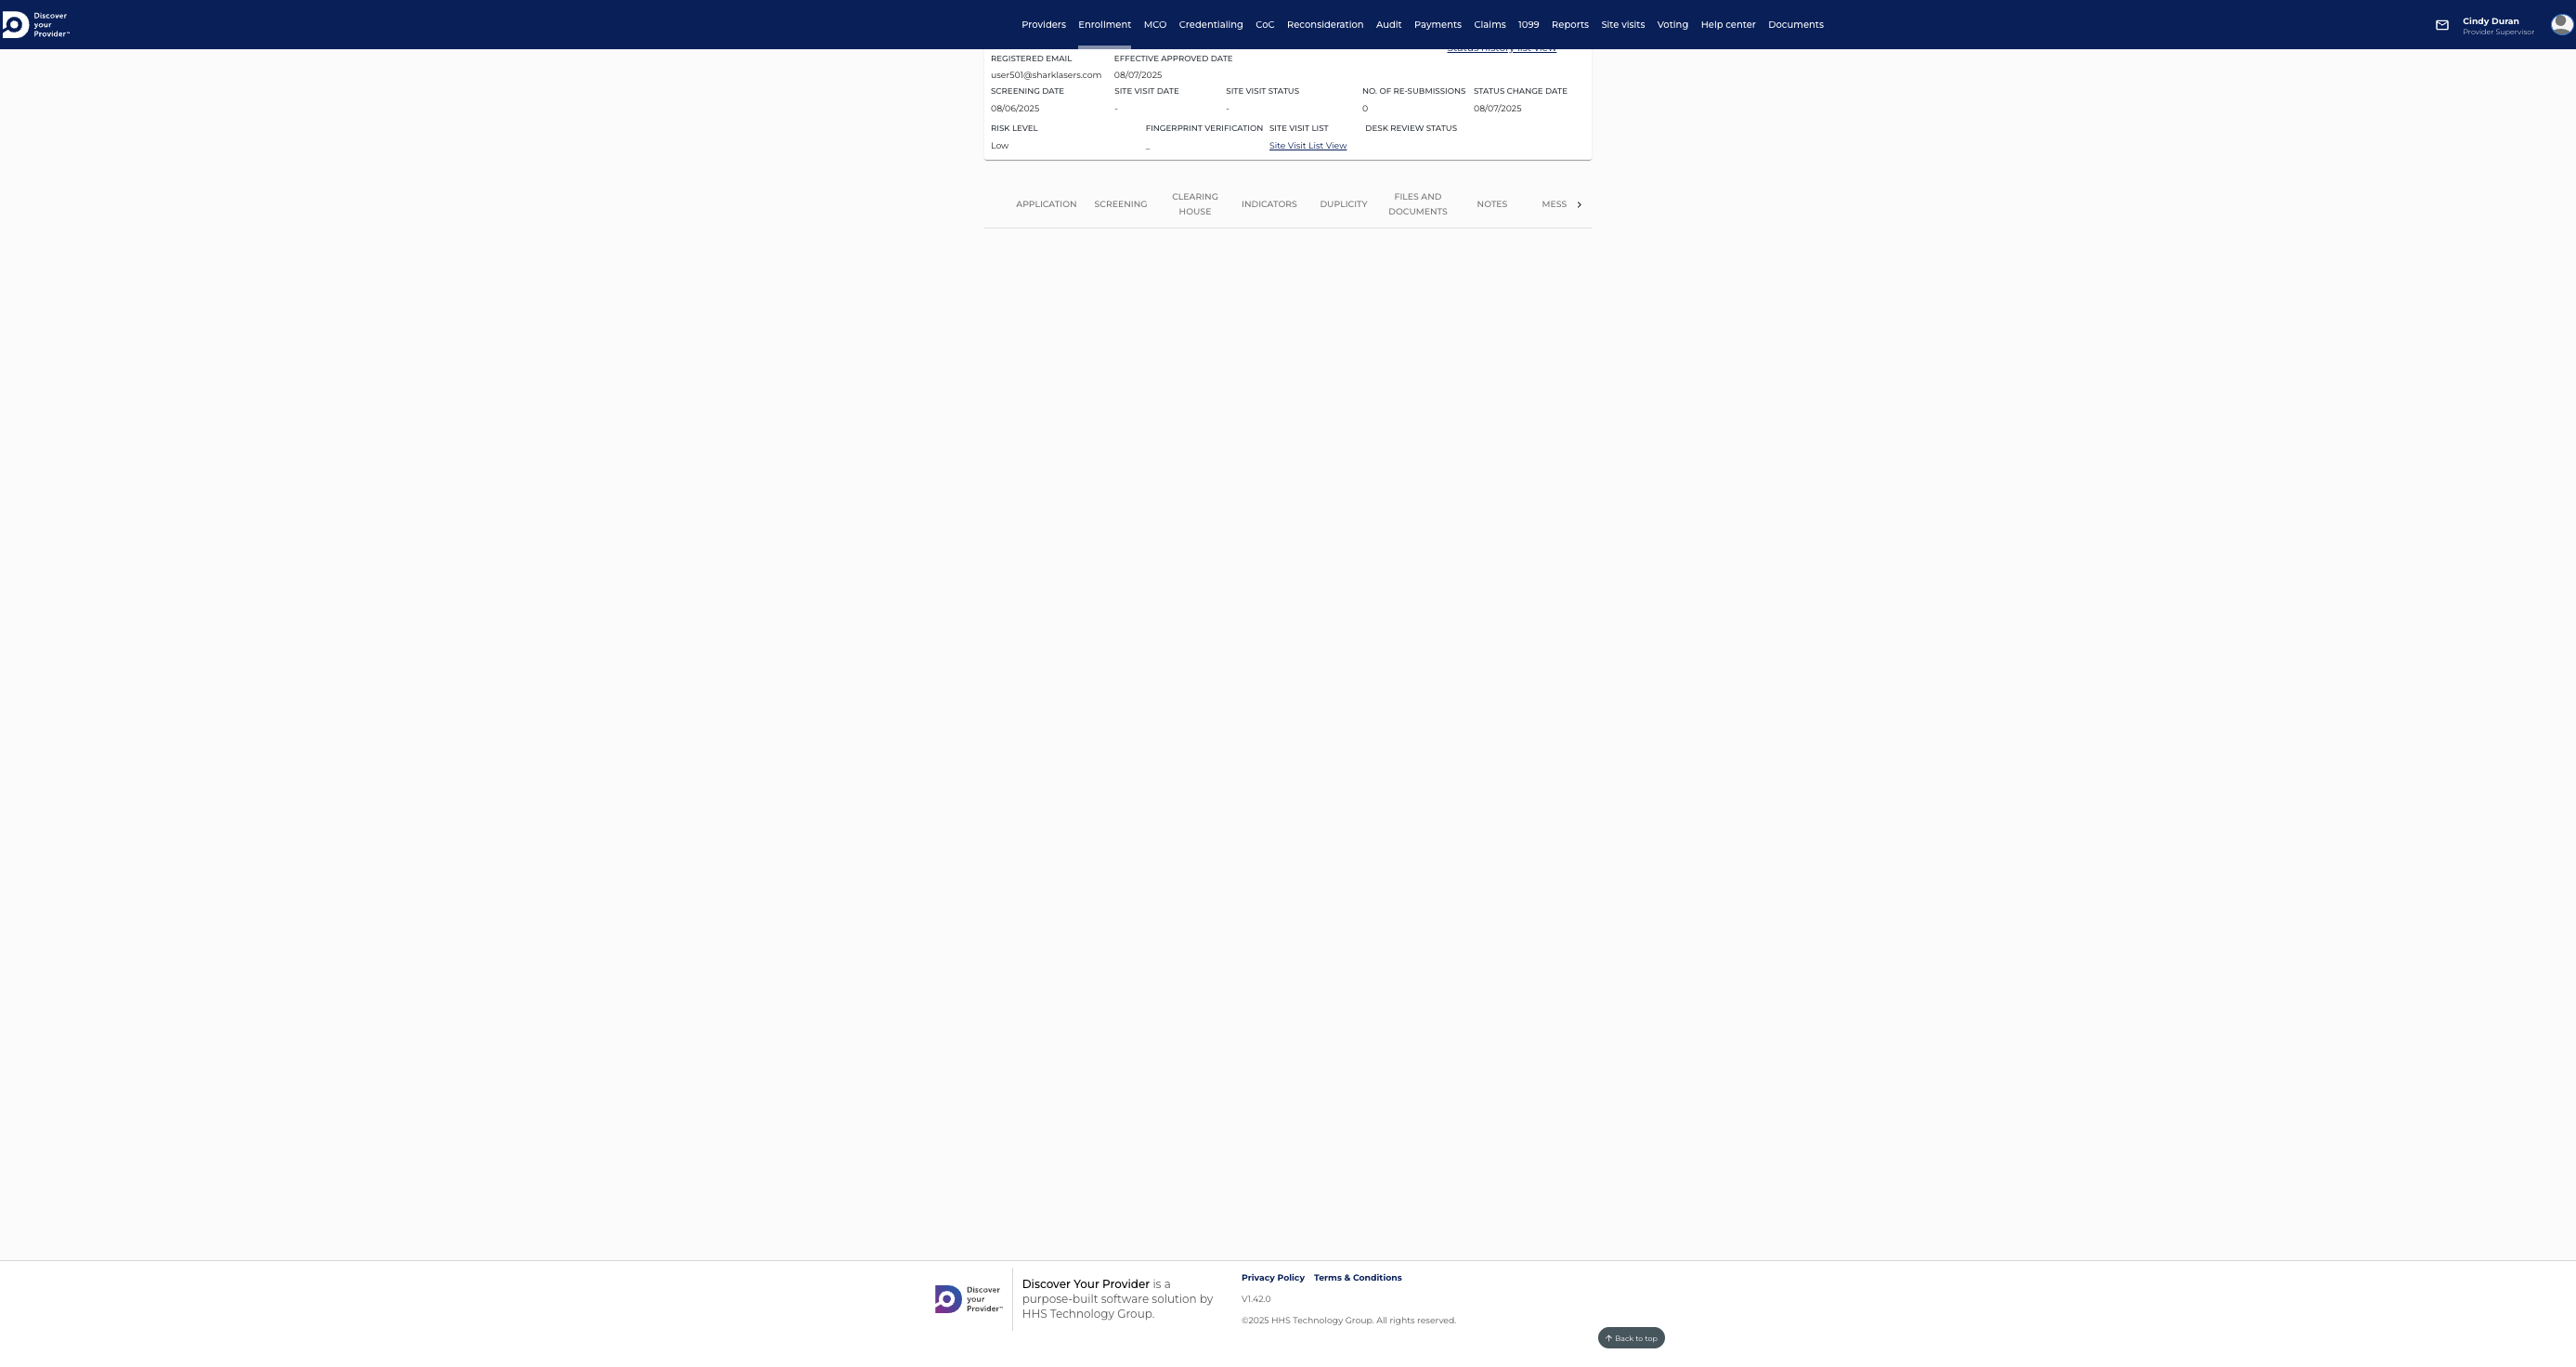 Discover
your
Provider™
Providers Enrollment MCO Credentialing CoC Reconsideration Audit Payments Claims 1099 Reports Site visits Voting Help center Documents
Cindy Duran
Provider Supervisor
Status history list view
REGISTERED EMAIL EFFECTIVE APPROVED DATE
user501@sharklasers.com 08/07/2025
SCREENING DATE SITE VISIT DATE SITE VISIT STATUS NO. OF RE-SUBMISSIONS STATUS CHANGE DATE
08/06/2025 - - 0 08/07/2025
RISK LEVEL FINGERPRINT VERIFICATION SITE VISIT LIST DESK REVIEW STATUS
Low _ Site Visit List View
APPLICATION SCREENING CLEARING HOUSE INDICATORS DUPLICITY FILES AND DOCUMENTS NOTES MESS
Discover
your
Provider™
Discover Your Provider is a
purpose-built software solution by
HHS Technology Group.
Privacy Policy Terms & Conditions
V1.42.0
©2025 HHS Technology Group. All rights reserved.
Back to top